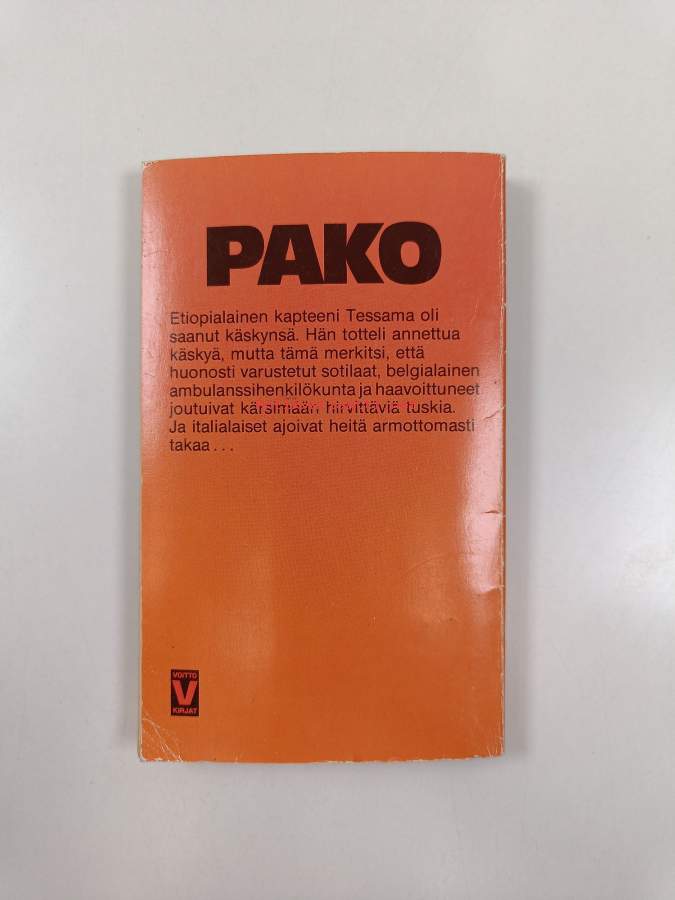 PAKO
Etiopialainen kapteeni Tessama oli
saanut käskynsä. Hän totteli annettua
käskyä, mutta tämä merkitsi, että
huonosti varustetut sotilaat, belgialainen
ambulanssihenkilökunta ja haavoittuneet
joutuivat kärsimään hirvittäviä tuskia.
Ja italialaiset ajoivat heitä armottomasti
takaa...
VOITTO
V
KIRJAT